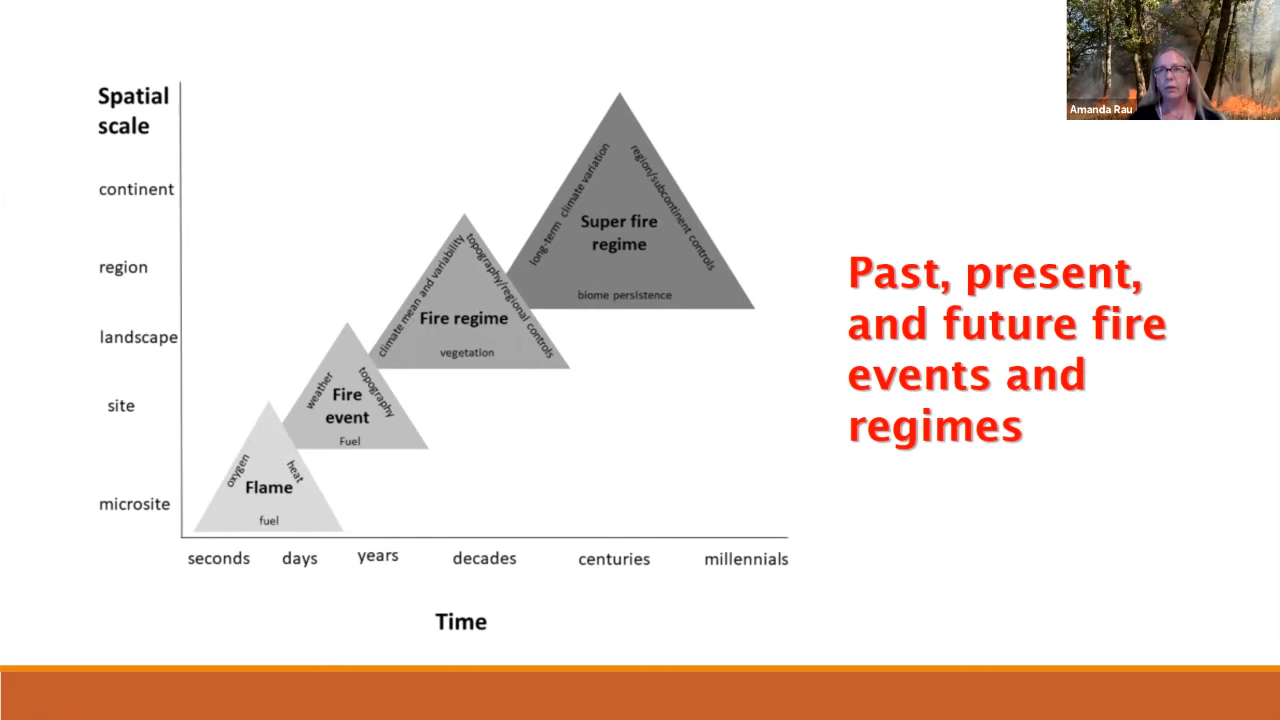 Spatial
scale
continent
region
landscape
site
microsite
long-term climate variation
region/subcontinent controls
Super fire
regime
biome persistence
climate mean and variability
topography/regional controls
Fire regime
vegetation
weather
topography
Fire
event
Fuel
oxygen
heat
Flame
fuel
seconds
days
years
decades
centuries
millennials
Time
Past, present,
and future fire
events and
regimes
Amanda Rau